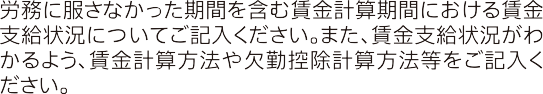 労務に服さなかった期間を含む賃金計算期間における賃金
支給状況についてご記入ください。また、賃金支給状況がわ
かるよう、賃金計算方法や欠勤控除計算方法等をご記入く
ださい。